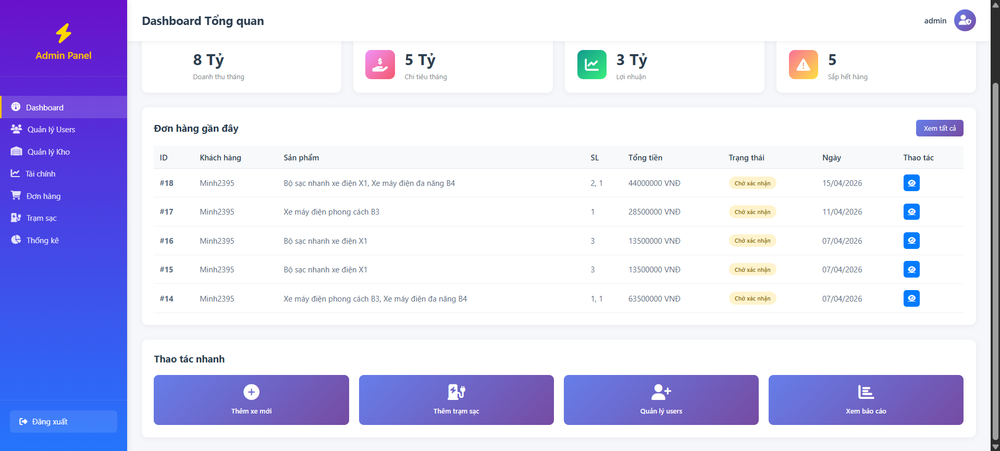 Admin Panel
Dashboard
Quản lý Users
Quản lý Kho
Tài chính
Đơn hàng
Trạm sạc
Thống kê
Đăng xuất
Dashboard Tổng quan
admin
8 Tỷ
Doanh thu tháng
5 Tỷ
Chi tiêu tháng
3 Tỷ
Lợi nhuận
5
Sắp hết hàng
Đơn hàng gần đây
Xem tất cả
ID Khách hàng Sản phẩm SL Tổng tiền Trạng thái Ngày Thao tác
#18 Minh2395 Bộ sạc nhanh xe điện X1, Xe máy điện đa năng B4 2, 1 44000000 VNĐ Chờ xác nhận 15/04/2026
#17 Minh2395 Xe máy điện phong cách B3 1 28500000 VNĐ Chờ xác nhận 11/04/2026
#16 Minh2395 Bộ sạc nhanh xe điện X1 3 13500000 VNĐ Chờ xác nhận 07/04/2026
#15 Minh2395 Bộ sạc nhanh xe điện X1 3 13500000 VNĐ Chờ xác nhận 07/04/2026
#14 Minh2395 Xe máy điện phong cách B3, Xe máy điện đa năng B4 1, 1 63500000 VNĐ Chờ xác nhận 07/04/2026
Thao tác nhanh
Thêm xe mới
Thêm trạm sạc
Quản lý users
Xem báo cáo